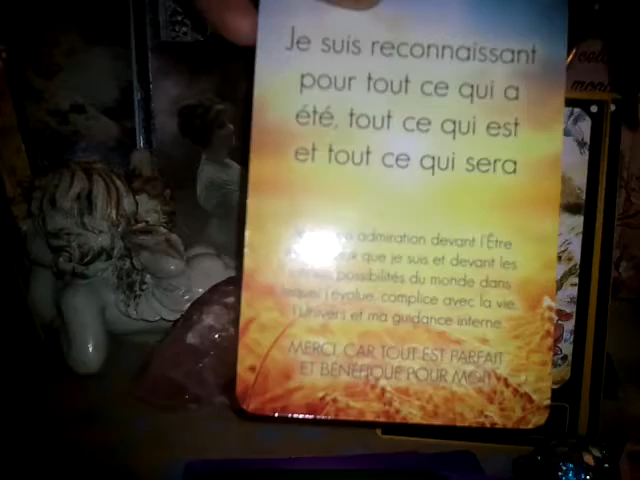 Je suis reconnaissant
pour tout ce qui a
été, tout ce qui est
et tout ce qui sera
admiration devant l'Être
que je suis et devant les
possibilités du monde dans
lequel j'évolue, complice avec la vie,
l'Univers et ma guidance interne.
MERCI, CAR TOUT EST PARFAIT
ET BÉNÉFIQUE POUR MOI!